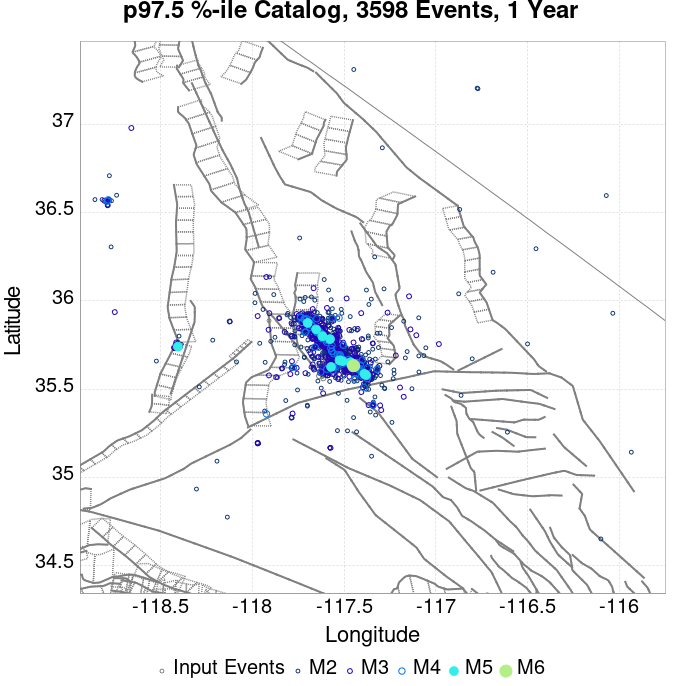 p97.5 %-ile Catalog, 3598 Events, 1 Year
37
36.5
36
35.5
35
34.5
Latitude
-118.5 -118 -117.5 -117 -116.5 -116
Longitude
Input Events M2 M3 M4 M5 M6